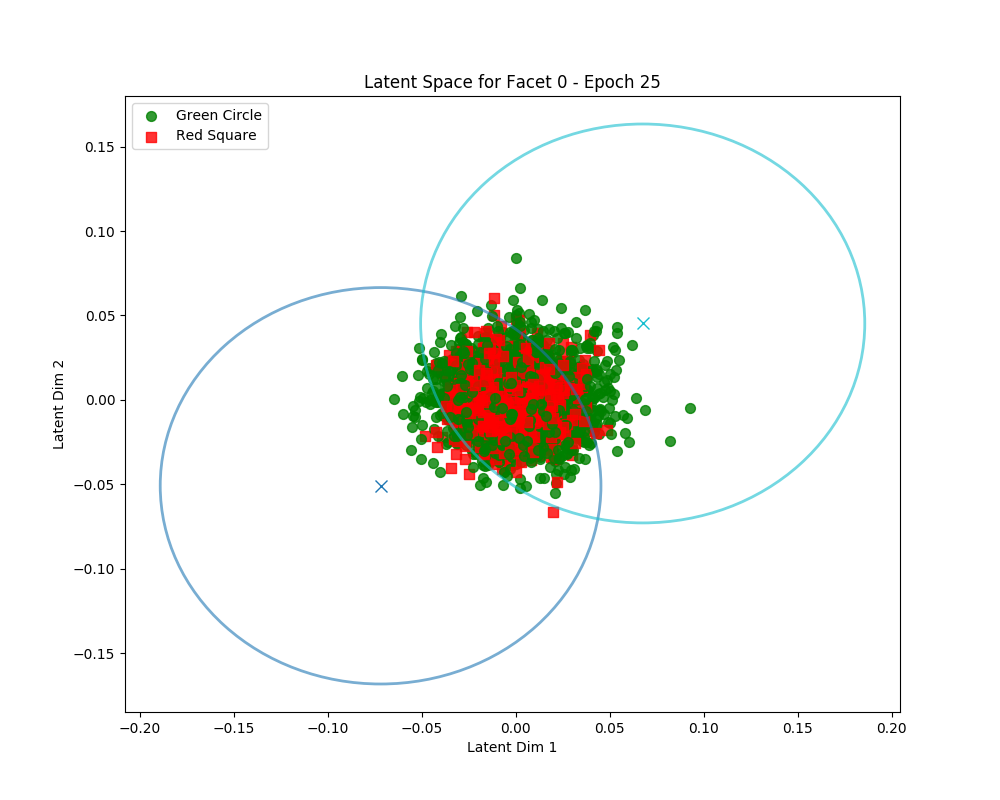 Latent Space for Facet 0 - Epoch 25
Green Circle
Red Square
0.15
0.10
0.05
0.00
−0.05
−0.10
−0.15
Latent Dim 2
−0.20 −0.15 −0.10 −0.05 0.00 0.05 0.10 0.15 0.20
Latent Dim 1